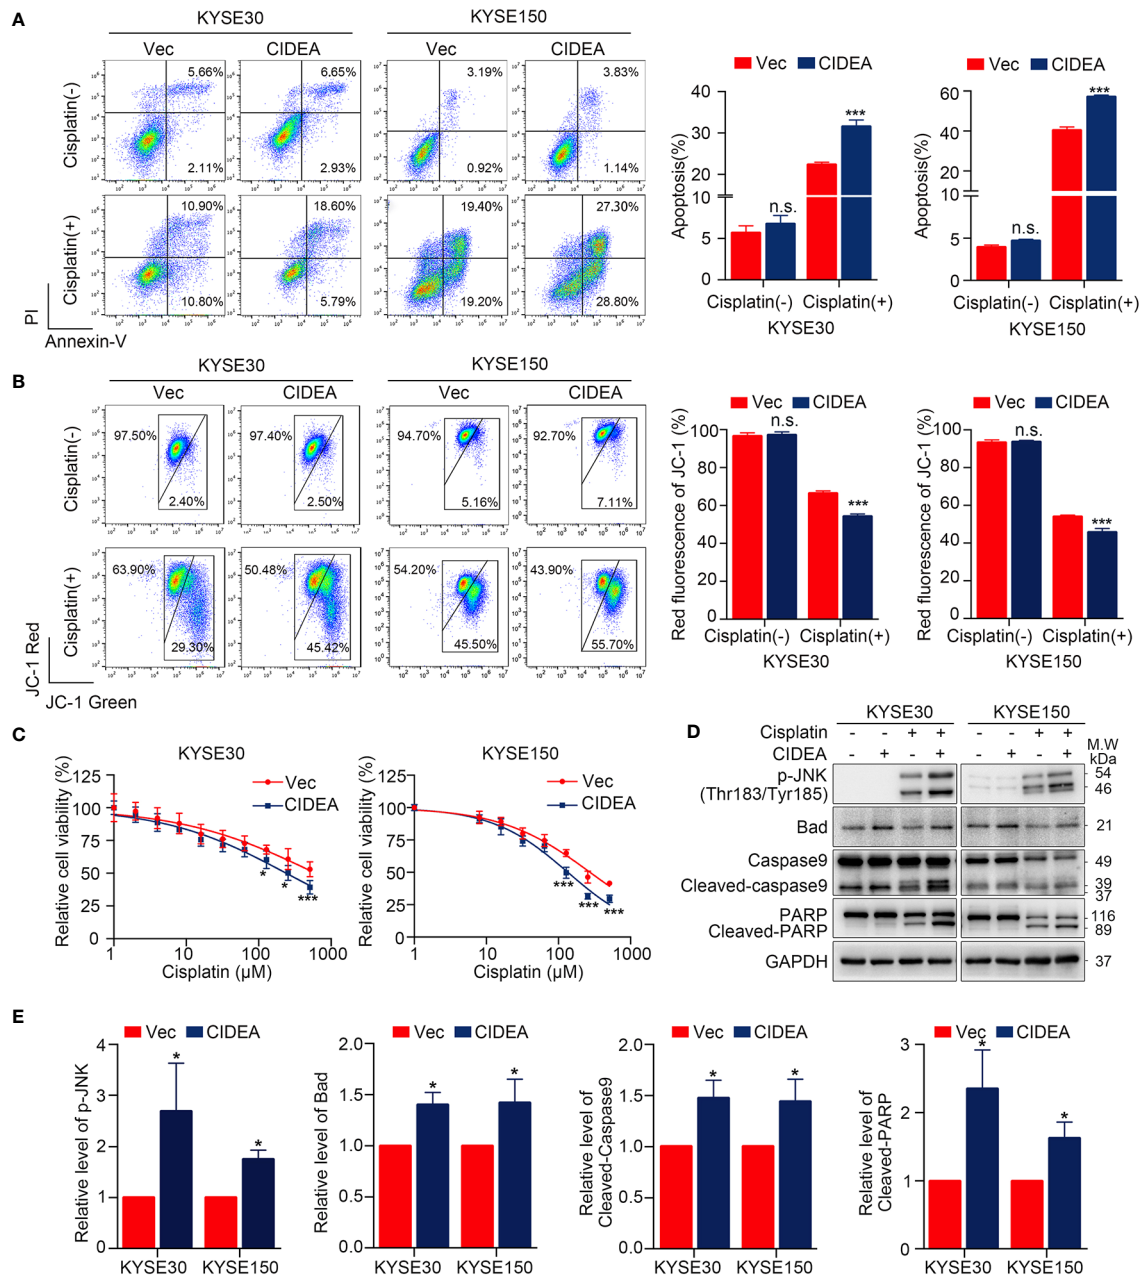 A
KYSE30 KYSE150
Vec CIDEA Vec CIDEA
Cisplatin(-)
5.66% 6.65% 3.19% 3.83%
2.11% 2.93% 0.92% 1.14%
Cisplatin(+)
10.90% 18.60% 19.40% 27.30%
10.80% 5.79% 19.20% 28.80%
PI
Annexin-V
Vec CIDEA
Apoptosis(%)
40
30
20
10
5
0
n.s.
***
Cisplatin(-) Cisplatin(+)
KYSE30
Vec CIDEA
Apoptosis(%)
60
40
20
10
5
0
n.s.
***
Cisplatin(-) Cisplatin(+)
KYSE150
B
KYSE30 KYSE150
Vec CIDEA Vec CIDEA
Cisplatin(-)
97.50% 97.40% 94.70% 92.70%
2.40% 2.50% 5.16% 7.11%
Cisplatin(+)
63.90% 50.48% 54.20% 43.90%
29.30% 45.42% 45.50% 55.70%
JC-1 Red
JC-1 Green
Vec CIDEA
Red fluorescence of JC-1 (%)
100
80
60
40
20
0
n.s.
***
Cisplatin(-) Cisplatin(+)
KYSE30
Vec CIDEA
Red fluorescence of JC-1 (%)
100
80
60
40
20
0
n.s.
***
Cisplatin(-) Cisplatin(+)
KYSE150
C
KYSE30
Relative cell viability (%)
125
100
75
50
25
0
Vec
CIDEA
* * ***
1 10 100 1000
Cisplatin (μM)
KYSE150
Relative cell viability (%)
125
100
75
50
25
0
Vec
CIDEA
*** *** ***
1 10 100 1000
Cisplatin (μM)
D
KYSE30 KYSE150
Cisplatin - - + + - - + +
CIDEA - + - + - + - +
M.W
kDa
p-JNK
(Thr183/Tyr185)
54
46
Bad 21
Caspase9 49
Cleaved-caspase9 39
37
PARP 116
Cleaved-PARP 89
GAPDH 37
E
Vec CIDEA
Relative level of p-JNK
4
3
2
1
0
* *
KYSE30 KYSE150
Vec CIDEA
Relative level of Bad
2.0
1.5
1.0
0.5
0.0
* *
KYSE30 KYSE150
Vec CIDEA
Relative level of
Cleaved-Caspase9
2.0
1.5
1.0
0.5
0.0
* *
KYSE30 KYSE150
Vec CIDEA
Relative level of
Cleaved-PARP
3
2
1
0
* *
KYSE30 KYSE150